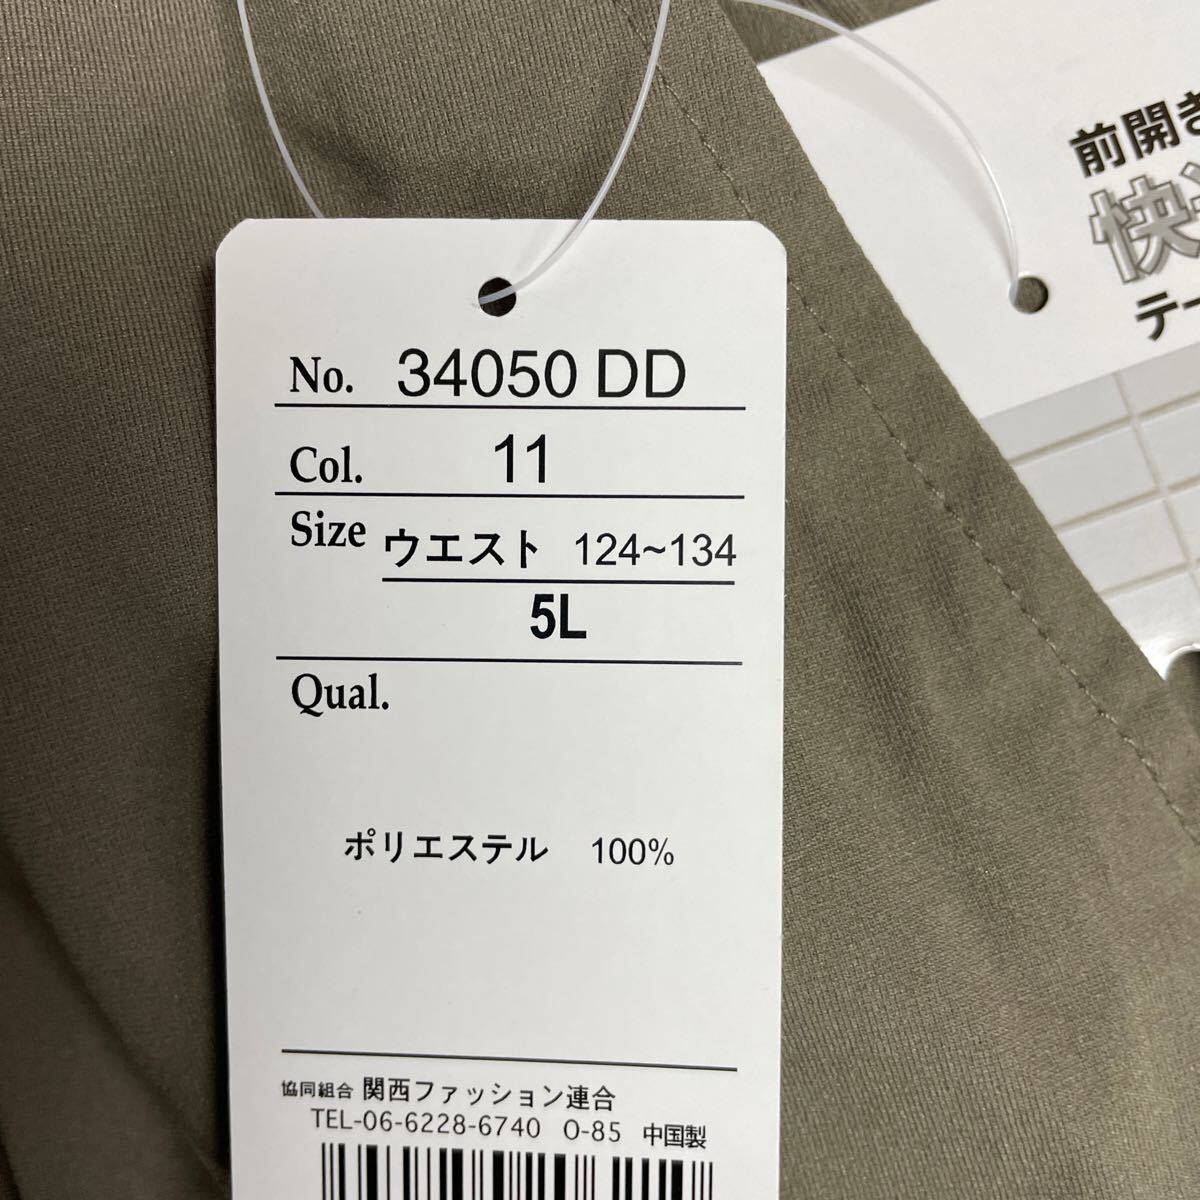 No. 34050 DD
Col. 11
Size ウエスト 124~134
5L
Qual.
ポリエステル 100%
協同組合 関西ファッション連合
TEL-06-6228-6740 O-85 中国製
前開き
快
テー